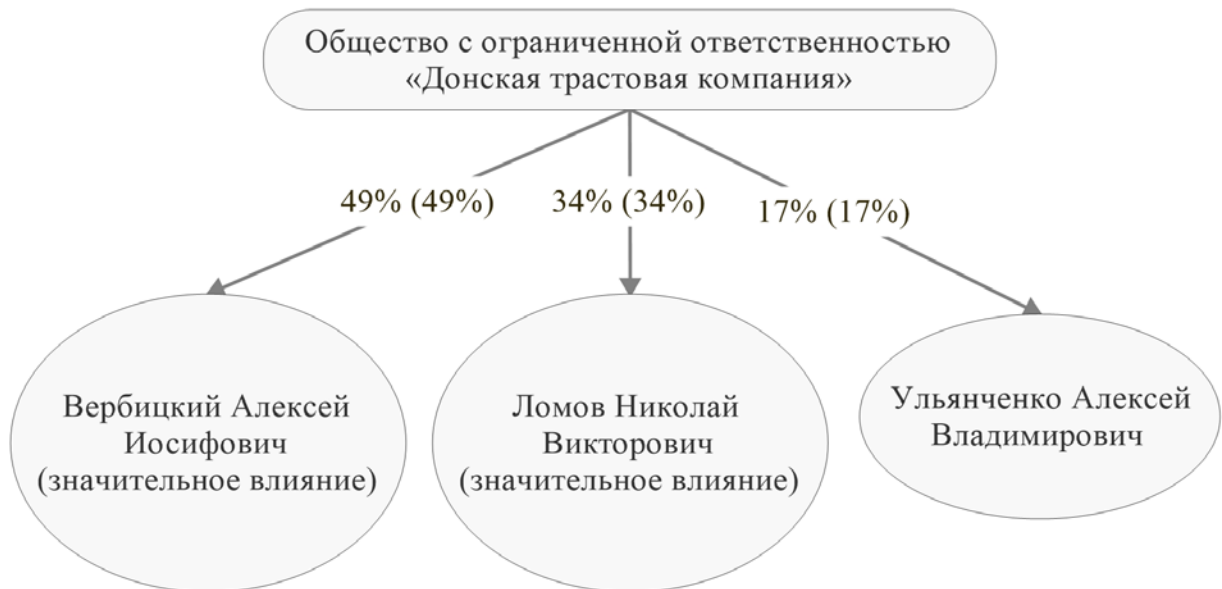 Общество с ограниченной ответственностью
«Донская трастовая компания»
49% (49%)
34% (34%)
17% (17%)
Вербицкий Алексей
Иосифович
(значительное влияние)
Ломов Николай
Викторович
(значительное влияние)
Ульянченко Алексей
Владимирович